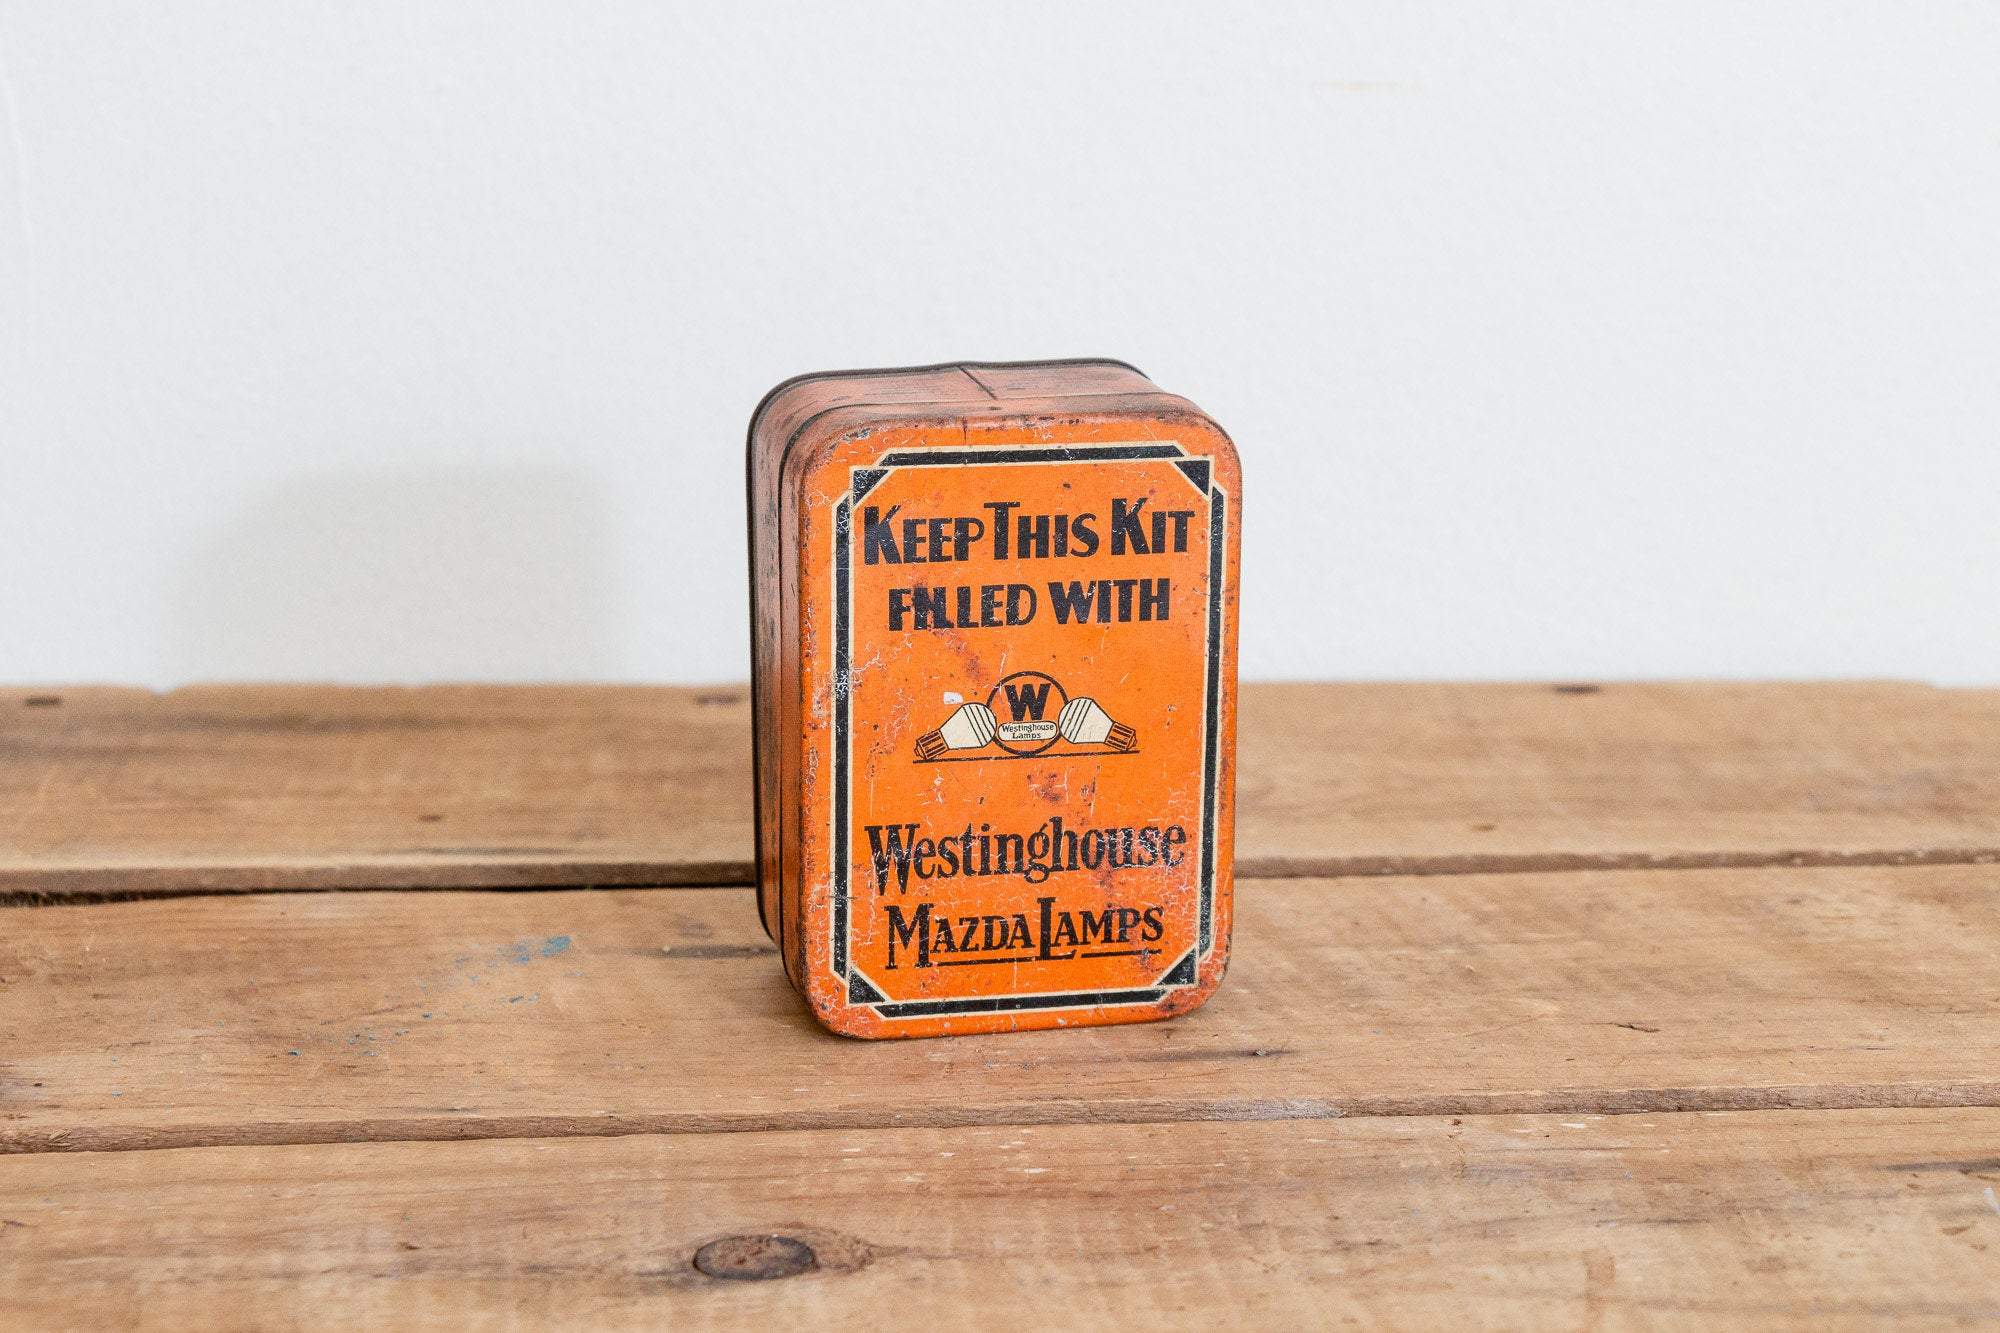 KEEP THIS KIT
FILLED WITH
W
Westinghouse
Lamps
Westinghouse
MAZDA LAMPS